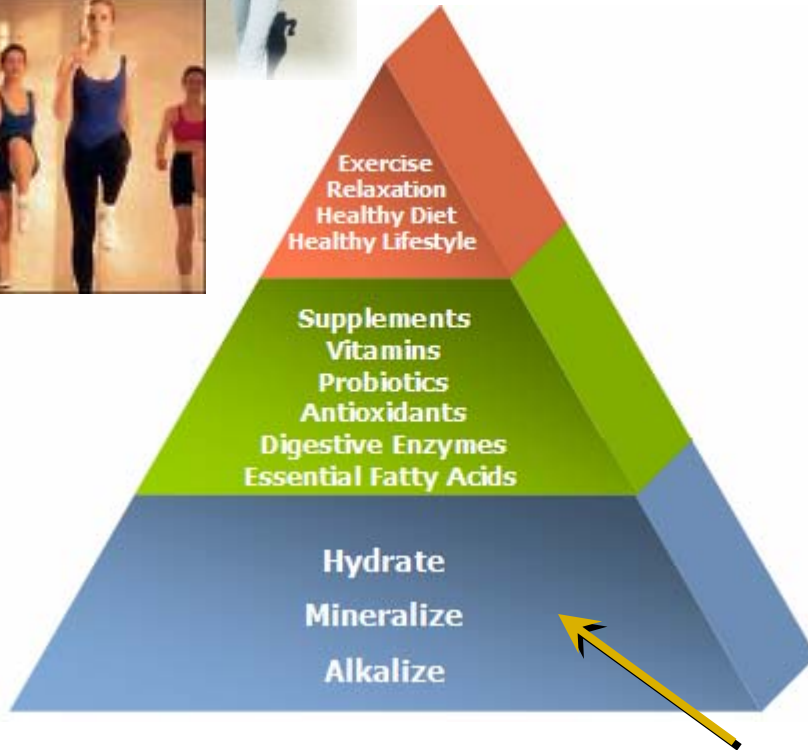 Exercise
Relaxation
Healthy Diet
Healthy Lifestyle
Supplements
Vitamins
Probiotics
Antioxidants
Digestive Enzymes
Essential Fatty Acids
Hydrate
Mineralize
Alkalize